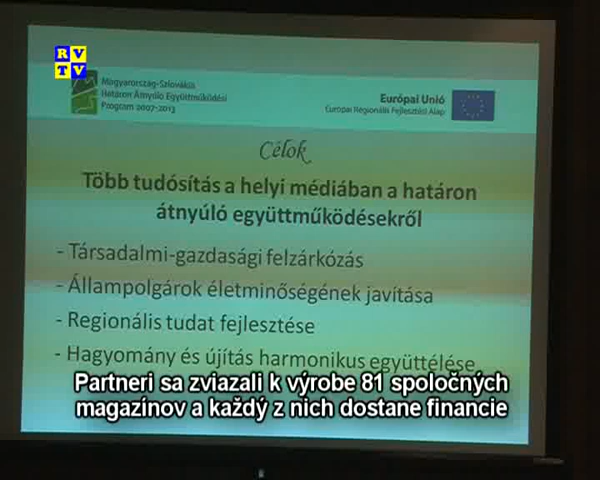 RV
TV
Magyarország-Szlovákia
Határon Átnyúló Együttműködési
Program 2007-2013
Európai Unió
Európai Regionális Fejlesztési Alap
Célok
Több tudósítás a helyi médiában a határon
átnyúló együttműködésekről
- Társadalmi-gazdasági felzárkózás
- Állampolgárok életminőségének javítása
- Regionális tudat fejlesztése
- Hagyomány és újítás harmonikus együttélése
Partneri sa zviazali k výrobe 81 spoločných
magazínov a každý z nich dostane financie